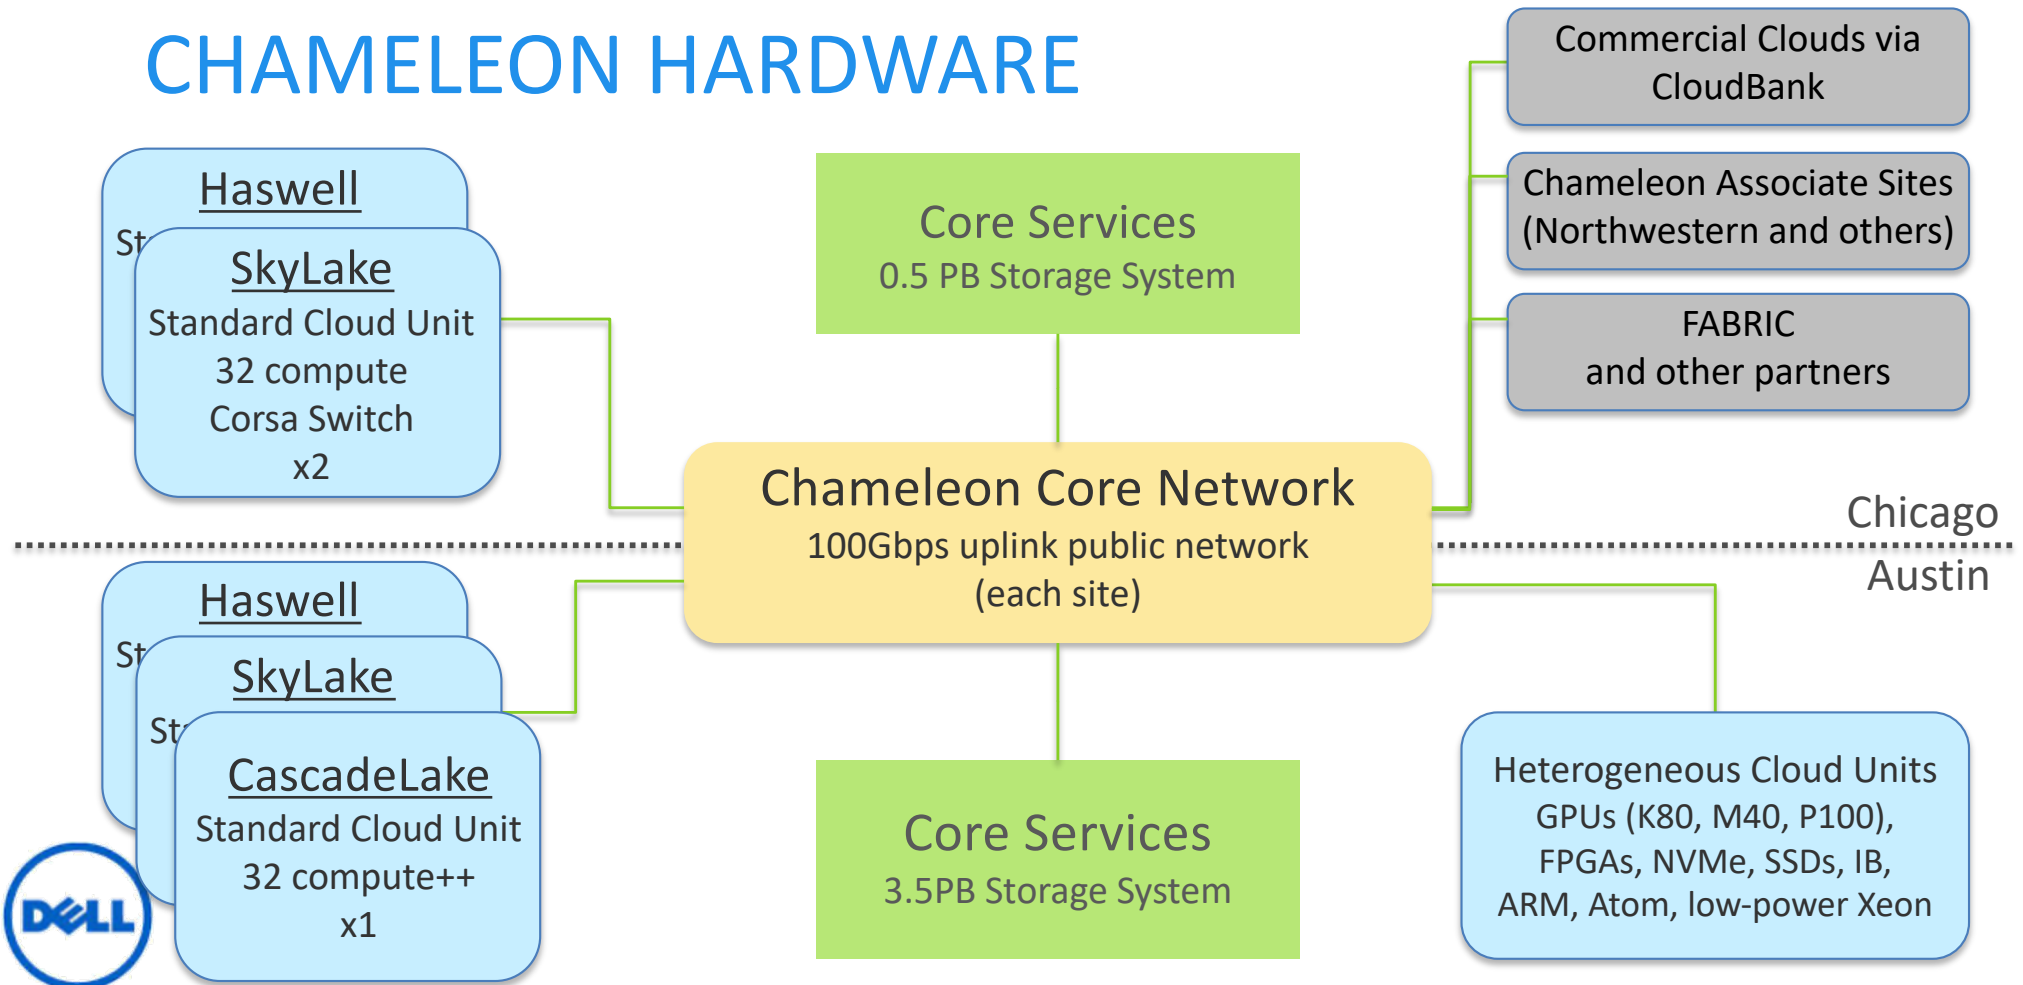 CHAMELEON HARDWARE
Commercial Clouds via
CloudBank
Chameleon Associate Sites
(Northwestern and others)
FABRIC
and other partners
Haswell
SkyLake
Standard Cloud Unit
32 compute
Corsa Switch
x2
Core Services
0.5 PB Storage System
Chameleon Core Network
100Gbps uplink public network
(each site)
Chicago
Austin
Haswell
SkyLake
CascadeLake
Standard Cloud Unit
32 compute++
x1
DELL
Core Services
3.5PB Storage System
Heterogeneous Cloud Units
GPUs (K80, M40, P100),
FPGAs, NVMe, SSDs, IB,
ARM, Atom, low-power Xeon